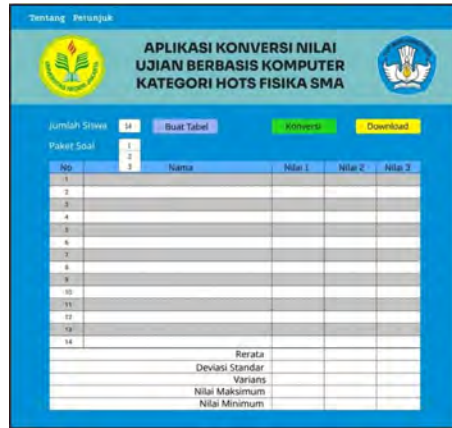 Tentang Petunjuk
APLIKASI KONVERSI NILAI
UJIAN BERBASIS KOMPUTER
KATEGORI HOTS FISIKA SMA
Jumlah Siswa 14 Buat Tabel Konversi Download
Paket Soal 1
2
3
No Nama Nilai 1 Nilai 2 Nilai 3
1
2
3
4
5
6
7
8
9
10
11
12
13
14
Rerata
Deviasi Standar
Varians
Nilai Maksimum
Nilai Minimum